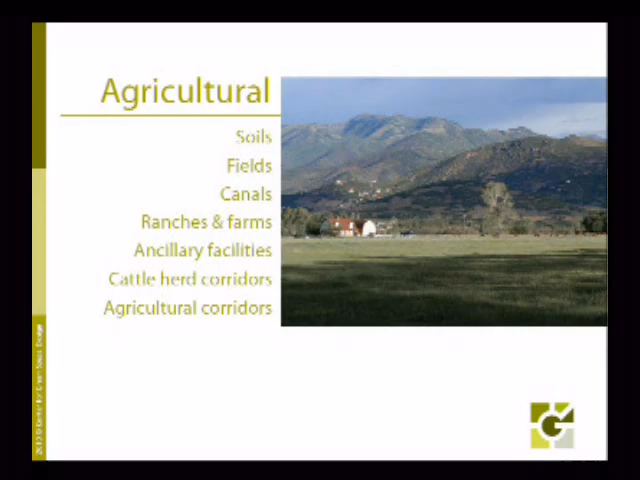 Agricultural
Soils
Fields
Canals
Ranches & farms
Ancillary facilities
Cattle herd corridors
Agricultural corridors
G